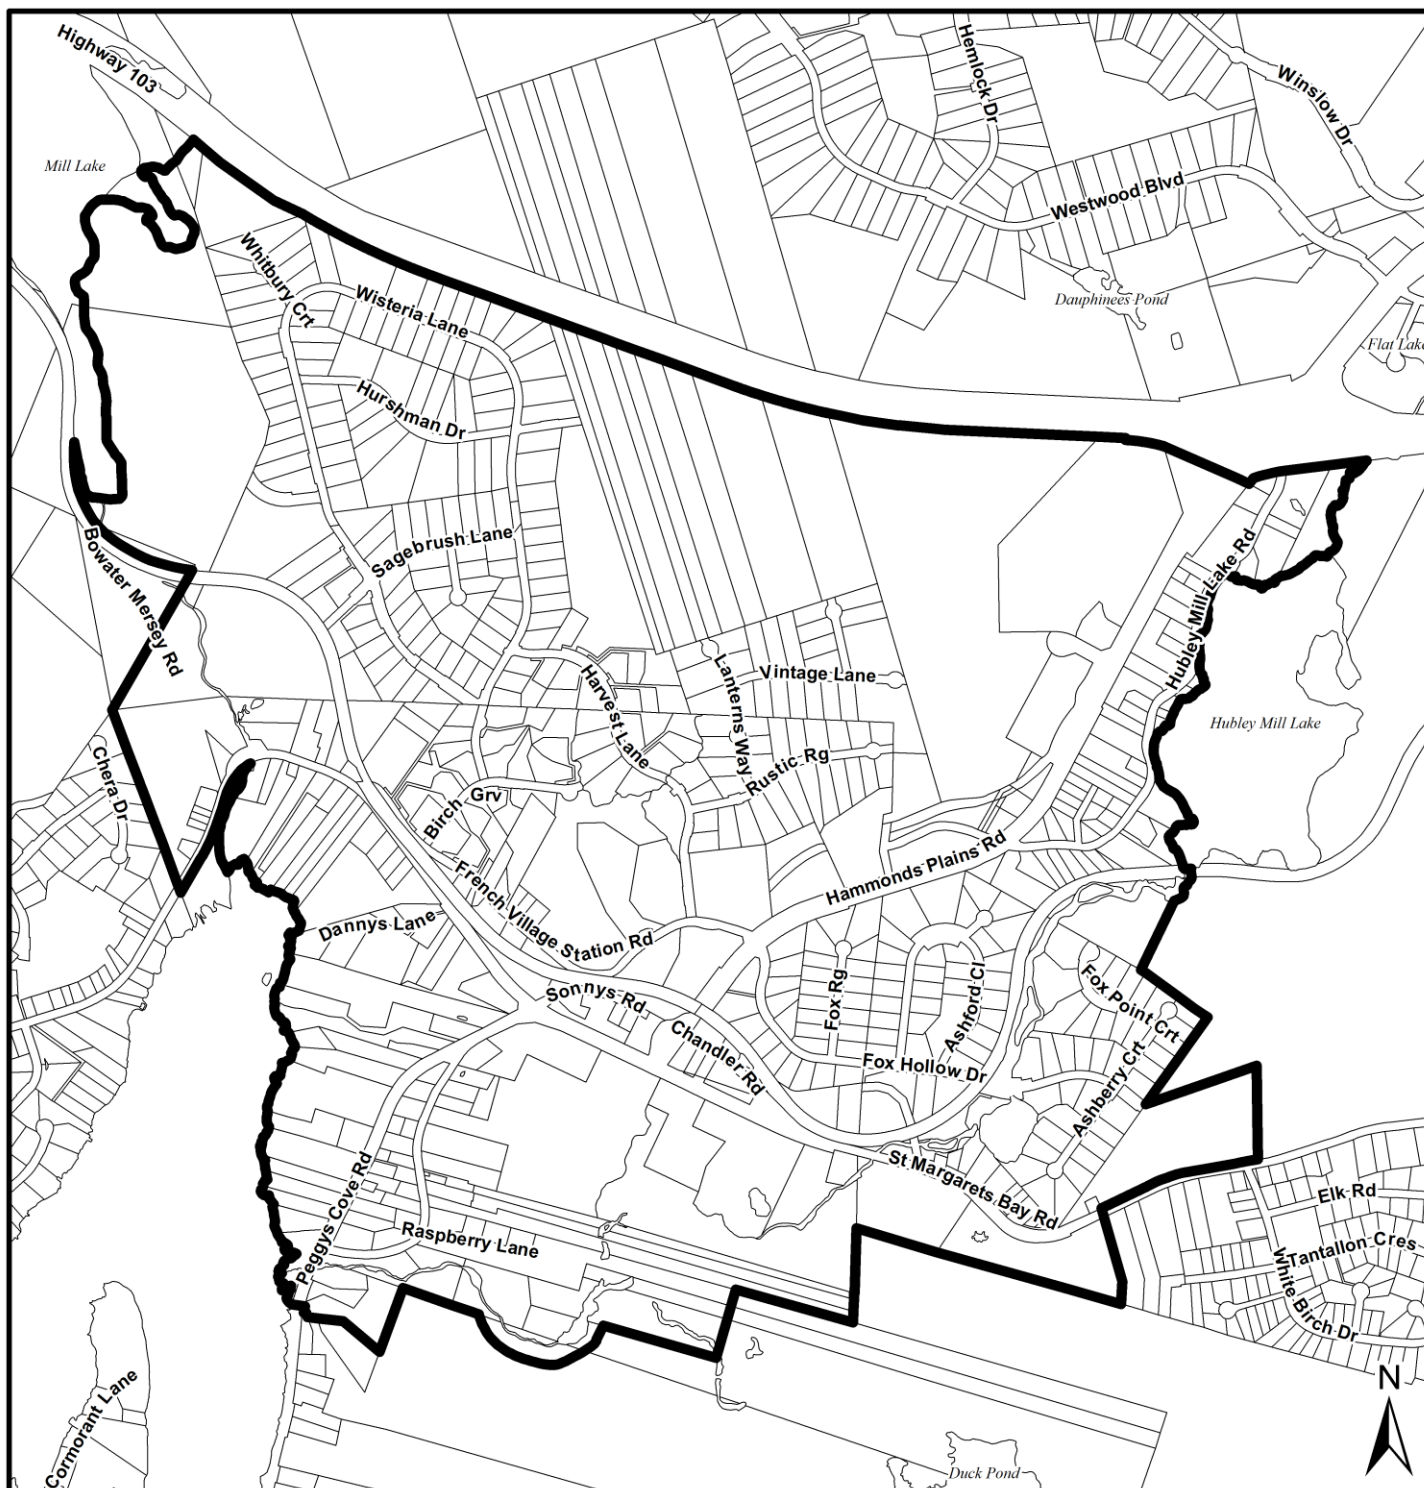 Highway 103
Hemlock Dr
Winslow Dr
Mill Lake
Westwood Blvd
Whitbury Crt
Wisteria Lane
Dauphinees Pond
Flat Lake
Hurshman Dr
Sagebrush Lane
Bowater Mersey Rd
Hubley Mill Lake Rd
Harvest Lane
Lanterns Way
Vintage Lane
Hubley Mill Lake
Chera Dr
Rustic Rg
Birch Grv
Hammonds Plains Rd
French Village Station Rd
Dannys Lane
Fox Rg
Ashford Cl
Fox Point Crt
Sonnys Rd
Chandler Rd
Fox Hollow Dr
Ashberry Crt
St Margarets Bay Rd
Peggys Cove Rd
Raspberry Lane
Elk Rd
Tantallon Cres
White Birch Dr
Cormorant Lane
N
Duck Pond